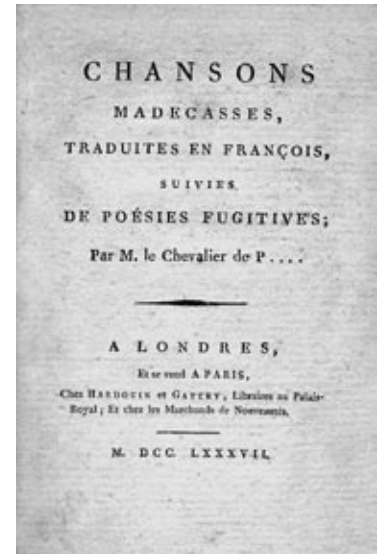 CHANSONS
MADECASSES,
TRADUITES EN FRANÇOIS,
SUIVIES
DE POÉSIES FUGITIVES;
Par M. le Chevalier de P....
A LONDRES,
Et se vend A PARIS,
Chez HARDOUIN et GATTEY, Libraires au Palais-
Royal; Et chez les Marchands de Nouveautés.
M. DCC. LXXXVII.